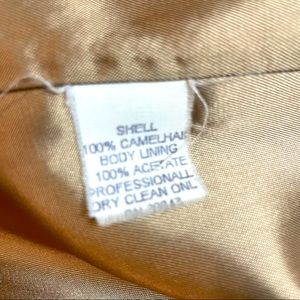 SHELL
100% CAMELHAI
BODY LINING
100% ACETATE
PROFESSIONALL
DRY CLEAN ONL